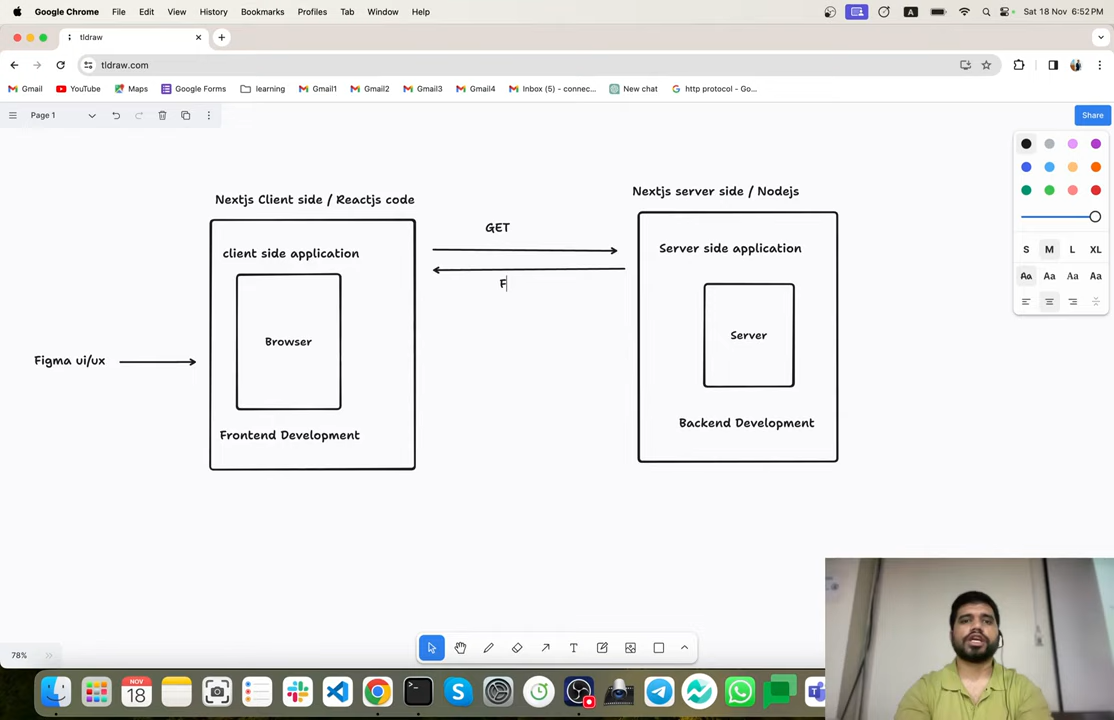 Google Chrome File Edit View History Bookmarks Profiles Tab Window Help
A
Sat 18 Nov 6:52 PM
tldraw
tldraw.com
Gmail YouTube Maps Google Forms learning Gmail1 Gmail2 Gmail3 Gmail4 Inbox (5) - connec... New chat http protocol - Go...
Page 1
Share
Nextjs Client side / Reactjs code
Nextjs server side / Nodejs
GET
client side application
Server side application
F
S M L XL
Aa Aa Aa Aa
Browser
Server
Figma ui/ux
Frontend Development
Backend Development
T
78%
NOV
18